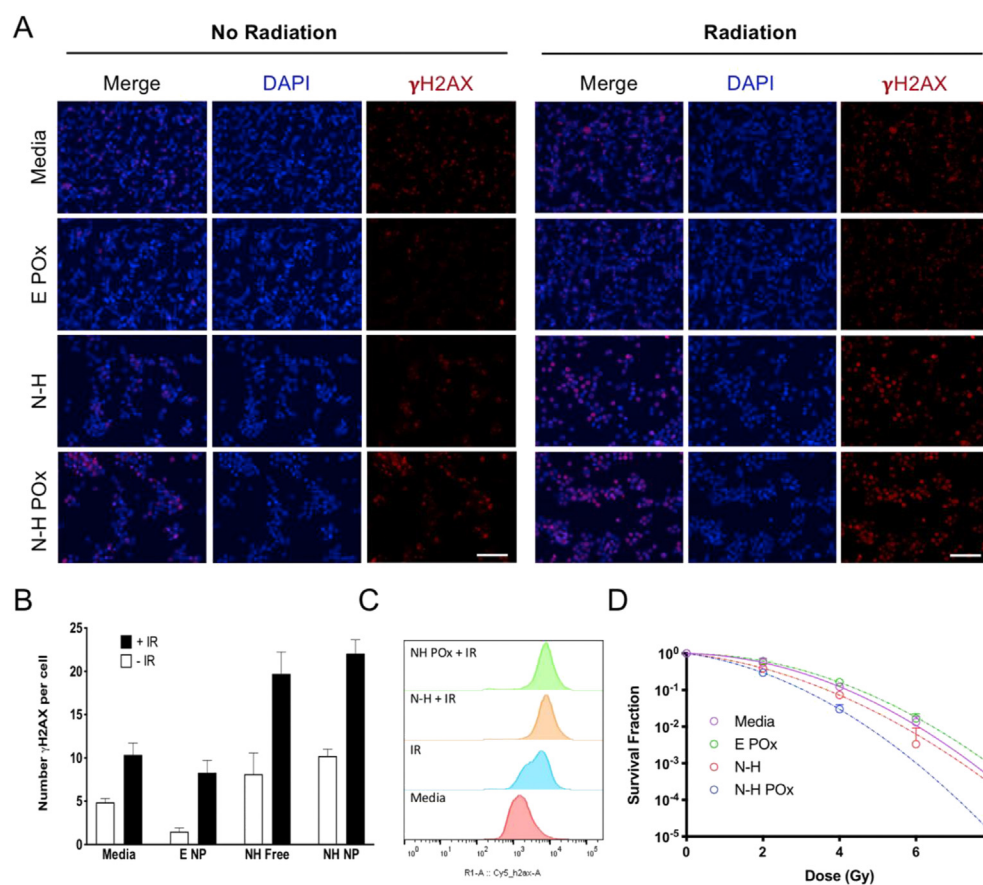 A
No Radiation
Radiation
Merge
DAPI
γH2AX
DAPI
γH2AX
Merge
Media
E POx
N-H
N-H POx
B
Number γH2AX per cell
25
20
15
10
5
0
+ IR
- IR
Media
E NP
NH Free
NH NP
C
NH POx + IR
N-H + IR
IR
Media
10^0
10^1
10^2
10^3
10^4
10^5
R1-A :: Cy5_h2ax-A
D
Survival Fraction
10^0
10^-1
10^-2
10^-3
10^-4
10^-5
Media
E POx
N-H
N-H POx
0
2
4
6
Dose (Gy)